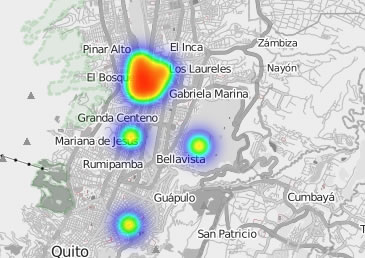 El Inca
Pinar Alto
Zámbiza
Nayón
Los Laureles
El Bosqu
Gabriela Marina
Granda Centeno
Mariana de Jesús
Rumipamba
Bellavista
Guápulo
Cumbayá
San Patricio
Quito